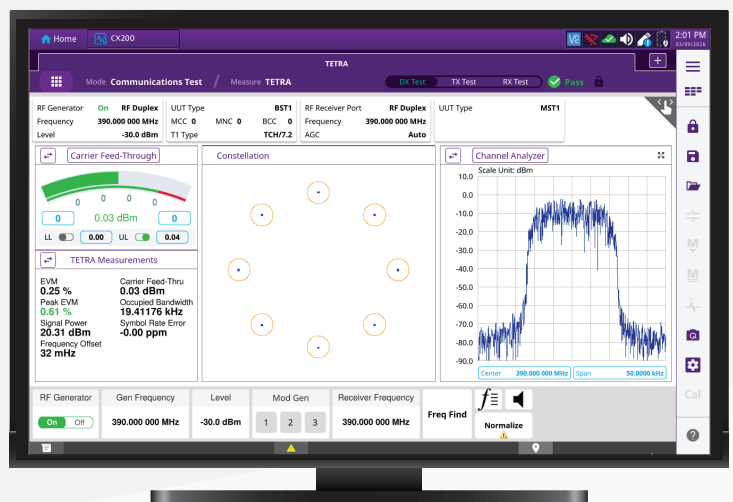 Home
CX200
V2
2:01 PM
03/09/2026
TETRA
+
Mode Communications Test / Measure TETRA
DX Test
TX Test
RX Test
Pass
RF Generator On RF Duplex
Frequency 390.000 000 MHz
Level -30.0 dBm
UUT Type BST1
MCC 0 MNC 0 BCC 0
T1 Type TCH/7.2
RF Receiver Port RF Duplex
Frequency 390.000 000 MHz
AGC Auto
UUT Type MST1
Carrier Feed-Through
0 0 0 0
0 0.03 dBm 0
LL 0.00 UL 0.04
TETRA Measurements
EVM
0.25 %
Peak EVM
0.61 %
Signal Power
20.31 dBm
Frequency Offset
32 mHz
Carrier Feed-Thru
0.03 dBm
Occupied Bandwidth
19.41176 kHz
Symbol Rate Error
-0.00 ppm
Constellation
Channel Analyzer
Scale Unit: dBm
10.0
0.0
-10.0
-20.0
-30.0
-40.0
-50.0
-60.0
-70.0
-80.0
-90.0
Center 390.000 000 MHz
Span 50.0000 kHz
M
M
Cal
?
RF Generator
On Off
Gen Frequency
390.000 000 MHz
Level
-30.0 dBm
Mod Gen
1 2 3
Receiver Frequency
390.000 000 MHz
Freq Find
f
Normalize